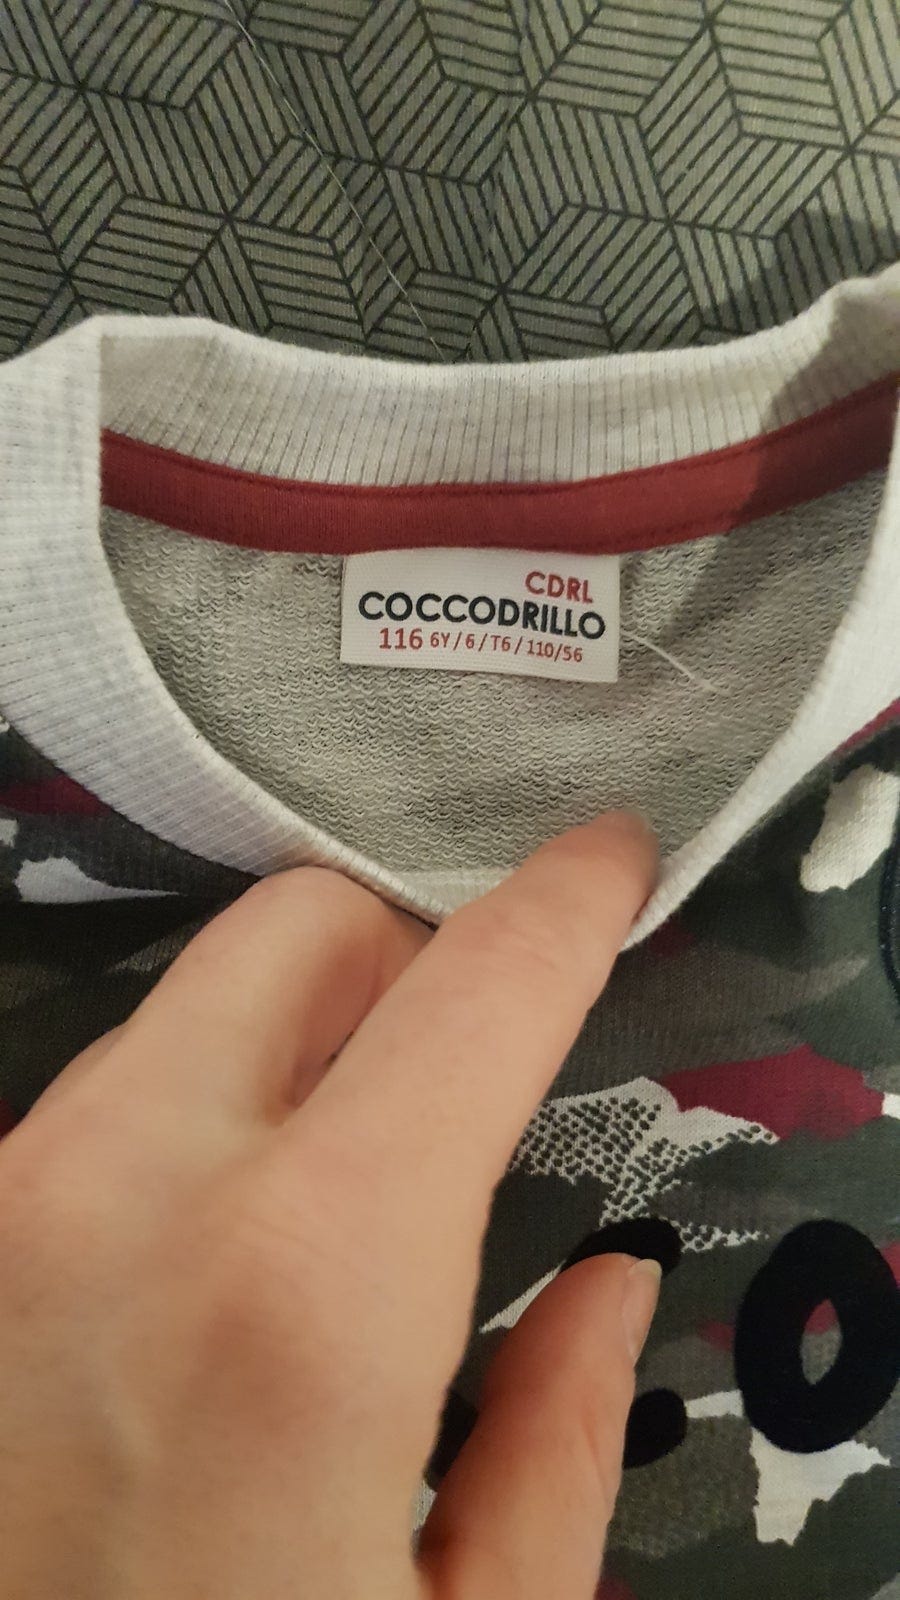 CDRL
COCCODRILLO
116 6Y / 6 / T6 / 110/56